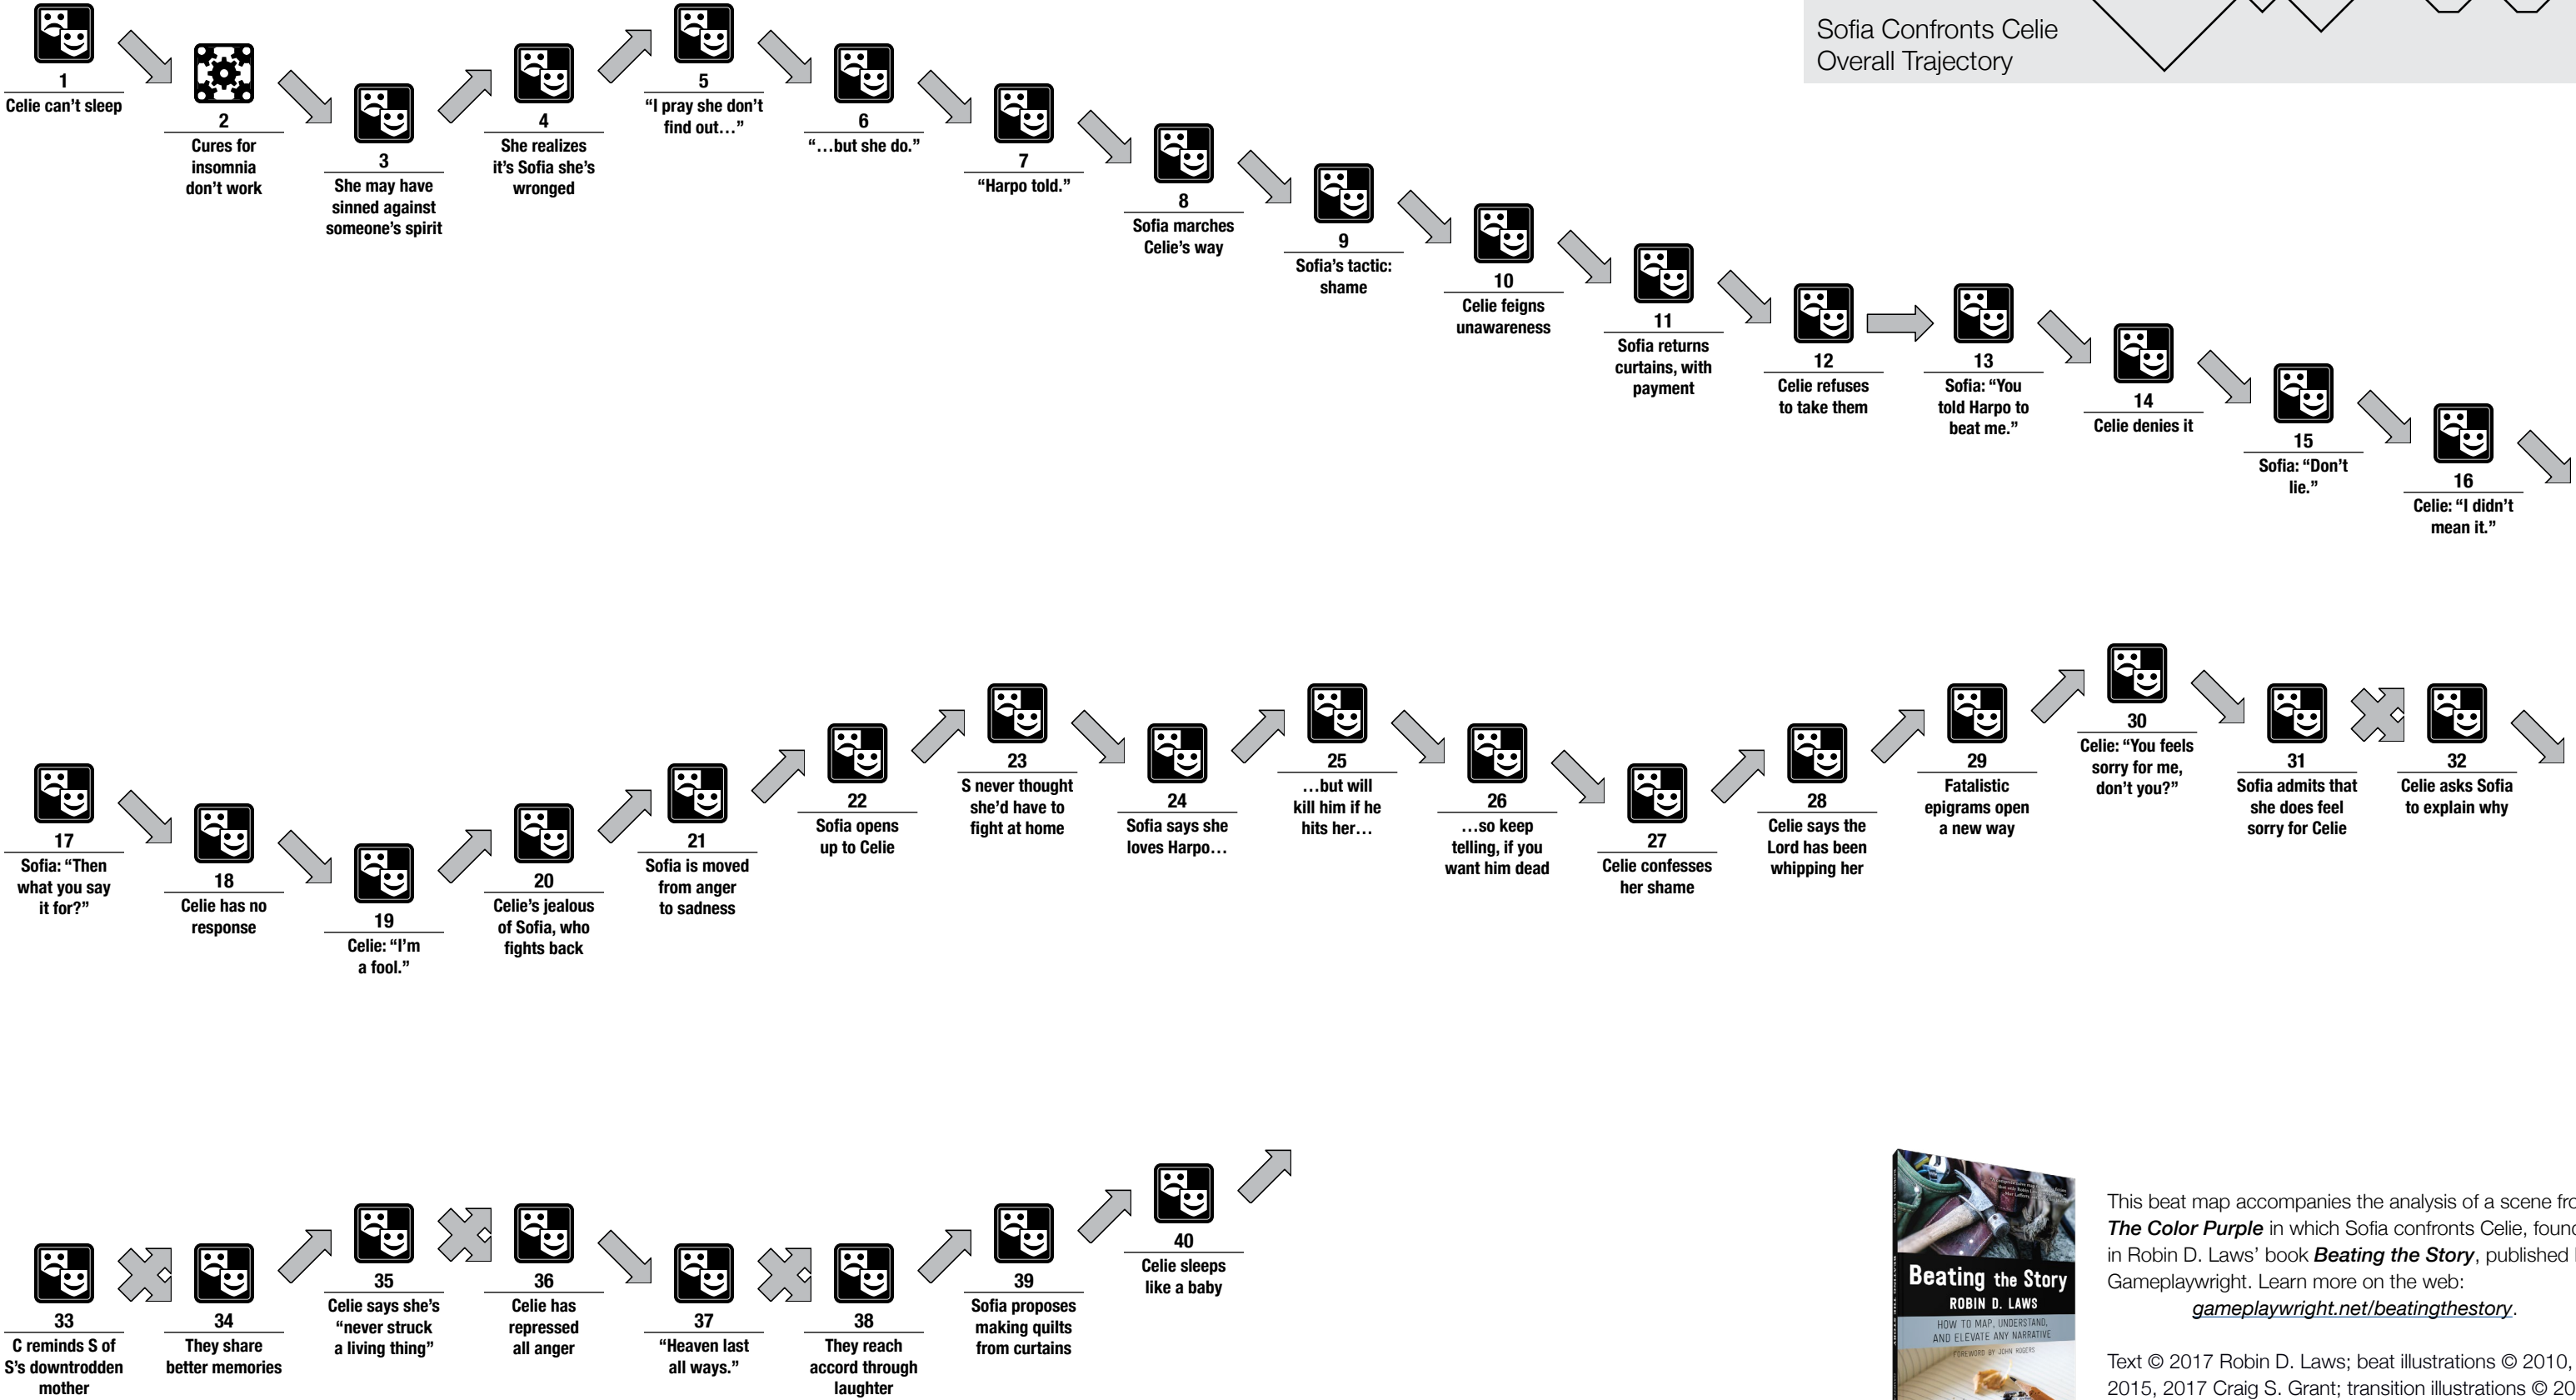 Sofia Confronts Celie
Overall Trajectory
1
Celie can't sleep
2
Cures for
insomnia
don't work
3
She may have
sinned against
someone's spirit
4
She realizes
it's Sofia she's
wronged
5
“I pray she don't
find out…”
6
“…but she do.”
7
“Harpo told.”
8
Sofia marches
Celie's way
9
Sofia's tactic:
shame
10
Celie feigns
unawareness
11
Sofia returns
curtains, with
payment
12
Celie refuses
to take them
13
Sofia: “You
told Harpo to
beat me.”
14
Celie denies it
15
Sofia: “Don't
lie.”
16
Celie: “I didn't
mean it.”
17
Sofia: “Then
what you say
it for?”
18
Celie has no
response
19
Celie: “I'm
a fool.”
20
Celie's jealous
of Sofia, who
fights back
21
Sofia is moved
from anger
to sadness
22
Sofia opens
up to Celie
23
S never thought
she'd have to
fight at home
24
Sofia says she
loves Harpo…
25
…but will
kill him if he
hits her…
26
…so keep
telling, if you
want him dead
27
Celie confesses
her shame
28
Celie says the
Lord has been
whipping her
29
Fatalistic
epigrams open
a new way
30
Celie: “You feels
sorry for me,
don't you?”
31
Sofia admits that
she does feel
sorry for Celie
32
Celie asks Sofia
to explain why
33
C reminds S of
S's downtrodden
mother
34
They share
better memories
35
Celie says she's
“never struck
a living thing”
36
Celie has
repressed
all anger
37
“Heaven last
all ways.”
38
They reach
accord through
laughter
39
Sofia proposes
making quilts
from curtains
40
Celie sleeps
like a baby
Beating the Story
ROBIN D. LAWS
HOW TO MAP, UNDERSTAND,
AND ELEVATE ANY NARRATIVE
FOREWORD BY JOHN ROGERS
This beat map accompanies the analysis of a scene
The Color Purple in which Sofia confronts Celie,
in Robin D. Laws' book Beating the Story, published
Gameplaywright. Learn more on the web:
gameplaywright.net/beatingthestory.
Text © 2017 Robin D. Laws; beat illustrations © 2010,
2015, 2017 Craig S. Grant; transition illustrations ©